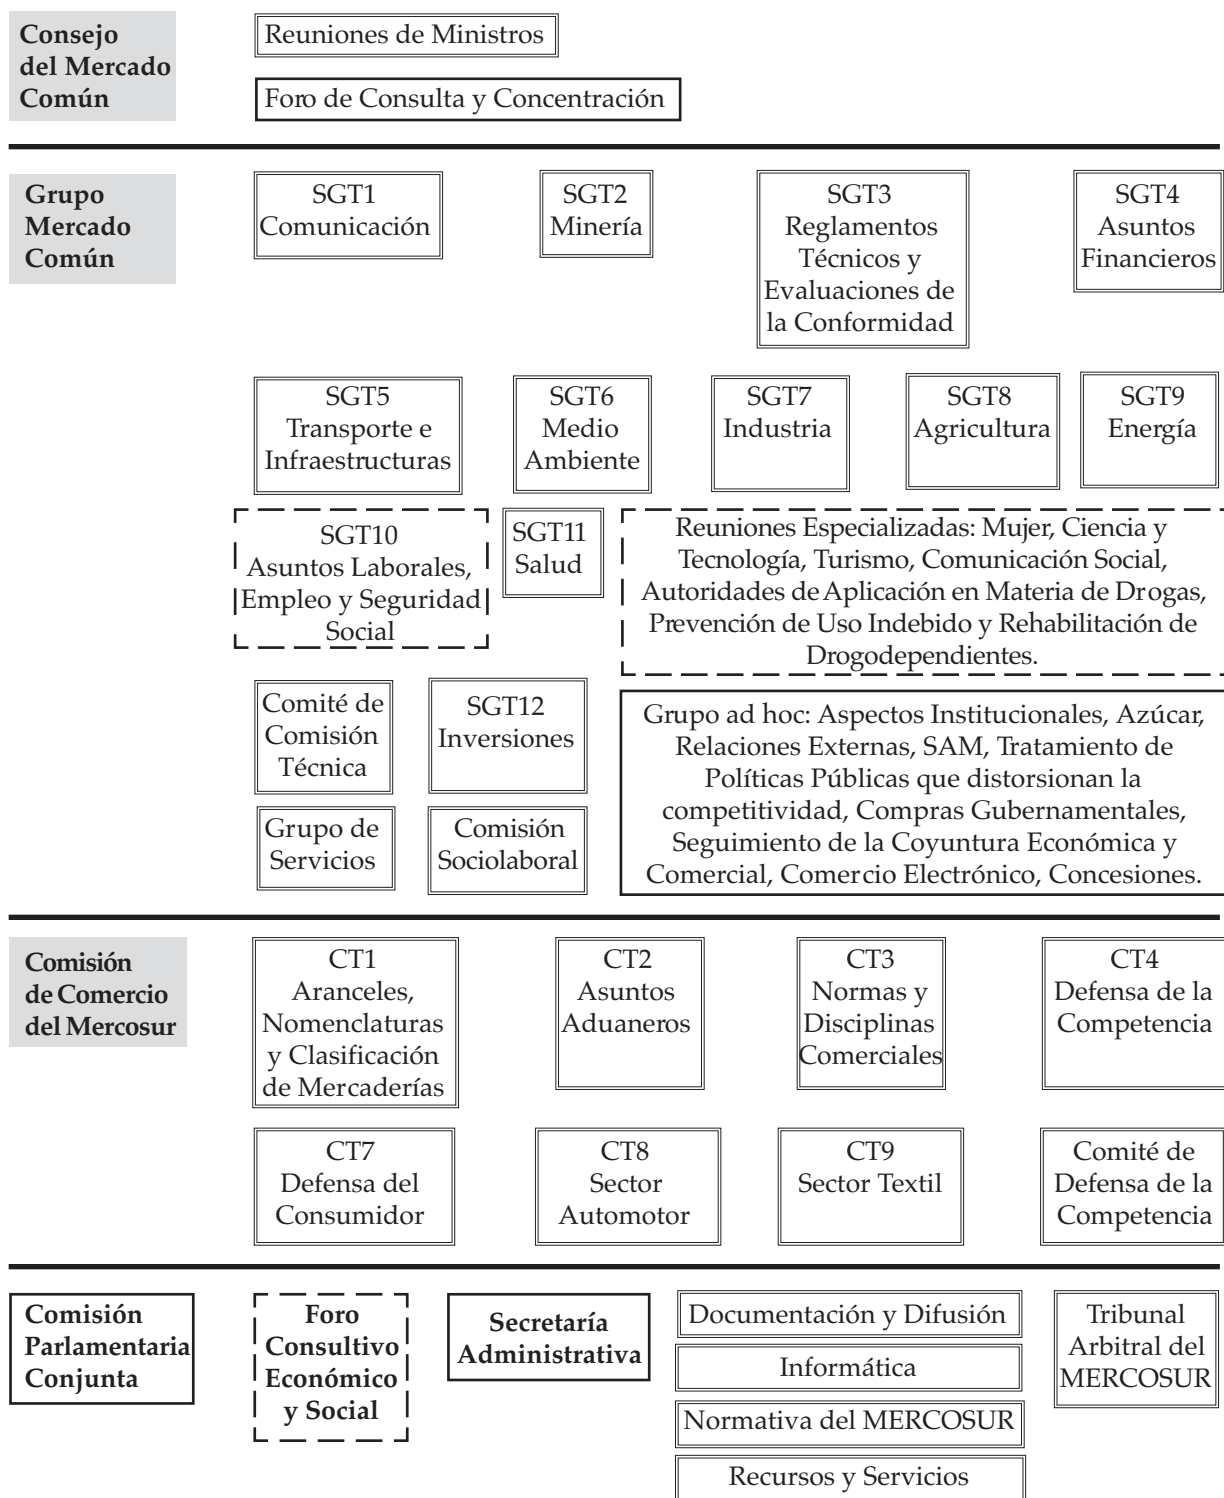 Consejo
del Mercado
Común
Reuniones de Ministros
Foro de Consulta y Concentración
Grupo
Mercado
Común
SGT1
Comunicación
SGT2
Minería
SGT3
Reglamentos
Técnicos y
Evaluaciones de
la Conformidad
SGT4
Asuntos
Financieros
SGT5
Transporte e
Infraestructuras
SGT6
Medio
Ambiente
SGT7
Industria
SGT8
Agricultura
SGT9
Energía
SGT10
Asuntos Laborales,
Empleo y Seguridad
Social
SGT11
Salud
Reuniones Especializadas: Mujer, Ciencia y
Tecnología, Turismo, Comunicación Social,
Autoridades de Aplicación en Materia de Drogas,
Prevención de Uso Indebido y Rehabilitación de
Drogodependientes.
Comité de
Comisión
Técnica
SGT12
Inversiones
Grupo ad hoc: Aspectos Institucionales, Azúcar,
Relaciones Externas, SAM, Tratamiento de
Políticas Públicas que distorsionan la
competitividad, Compras Gubernamentales,
Seguimiento de la Coyuntura Económica y
Comercial, Comercio Electrónico, Concesiones.
Grupo de
Servicios
Comisión
Sociolaboral
Comisión
de Comercio
del Mercosur
CT1
Aranceles,
Nomenclaturas
y Clasificación
de Mercaderías
CT2
Asuntos
Aduaneros
CT3
Normas y
Disciplinas
Comerciales
CT4
Defensa de la
Competencia
CT7
Defensa del
Consumidor
CT8
Sector
Automotor
CT9
Sector Textil
Comité de
Defensa de la
Competencia
Comisión
Parlamentaria
Conjunta
Foro
Consultivo
Económico
y Social
Secretaría
Administrativa
Documentación y Difusión
Informática
Normativa del MERCOSUR
Recursos y Servicios
Tribunal
Arbitral del
MERCOSUR